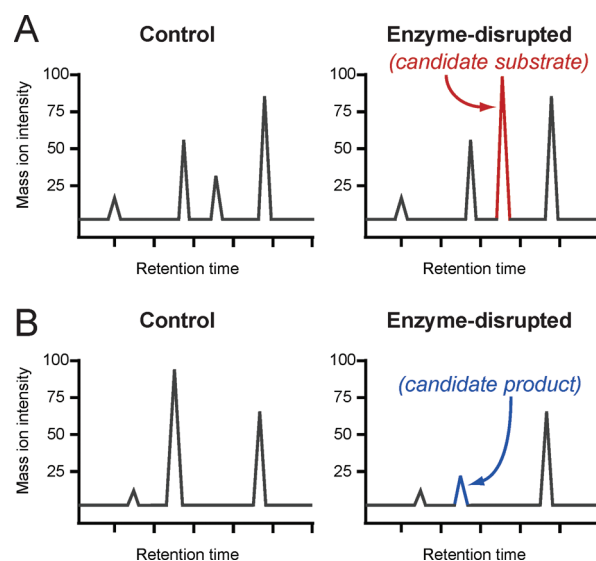 A
Control
Enzyme-disrupted
(candidate substrate)
Mass ion intensity
100
75
50
25
Retention time
100
75
50
25
Retention time
B
Control
Enzyme-disrupted
(candidate product)
Mass ion intensity
100
75
50
25
Retention time
100
75
50
25
Retention time